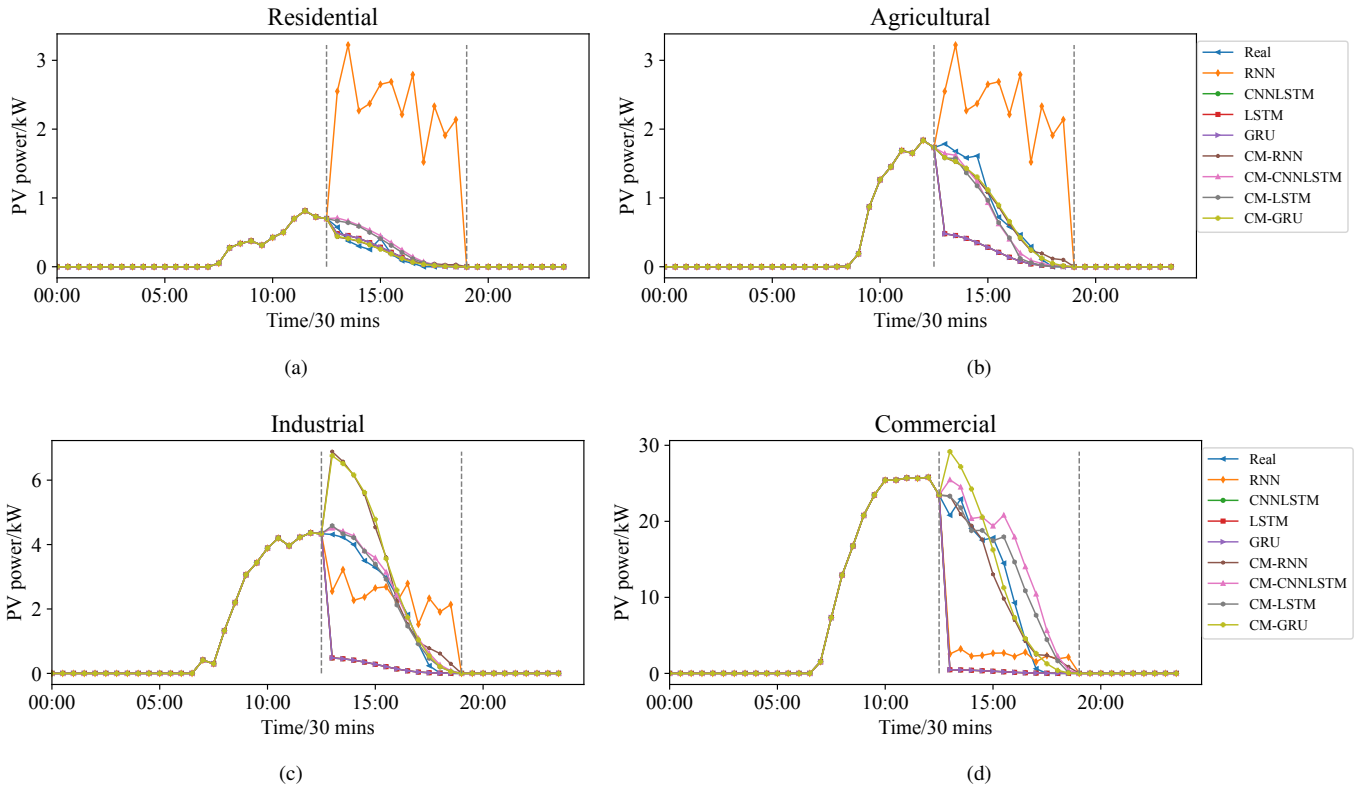 Residential
PV power/kW
3
2
1
0
00:00 05:00 10:00 15:00 20:00
Time/30 mins
(a)
Agricultural
PV power/kW
3
2
1
0
00:00 05:00 10:00 15:00 20:00
Time/30 mins
(b)
Real
RNN
CNNLSTM
LSTM
GRU
CM-RNN
CM-CNNLSTM
CM-LSTM
CM-GRU
Industrial
PV power/kW
6
4
2
0
00:00 05:00 10:00 15:00 20:00
Time/30 mins
(c)
Commercial
PV power/kW
30
20
10
0
00:00 05:00 10:00 15:00 20:00
Time/30 mins
(d)
Real
RNN
CNNLSTM
LSTM
GRU
CM-RNN
CM-CNNLSTM
CM-LSTM
CM-GRU